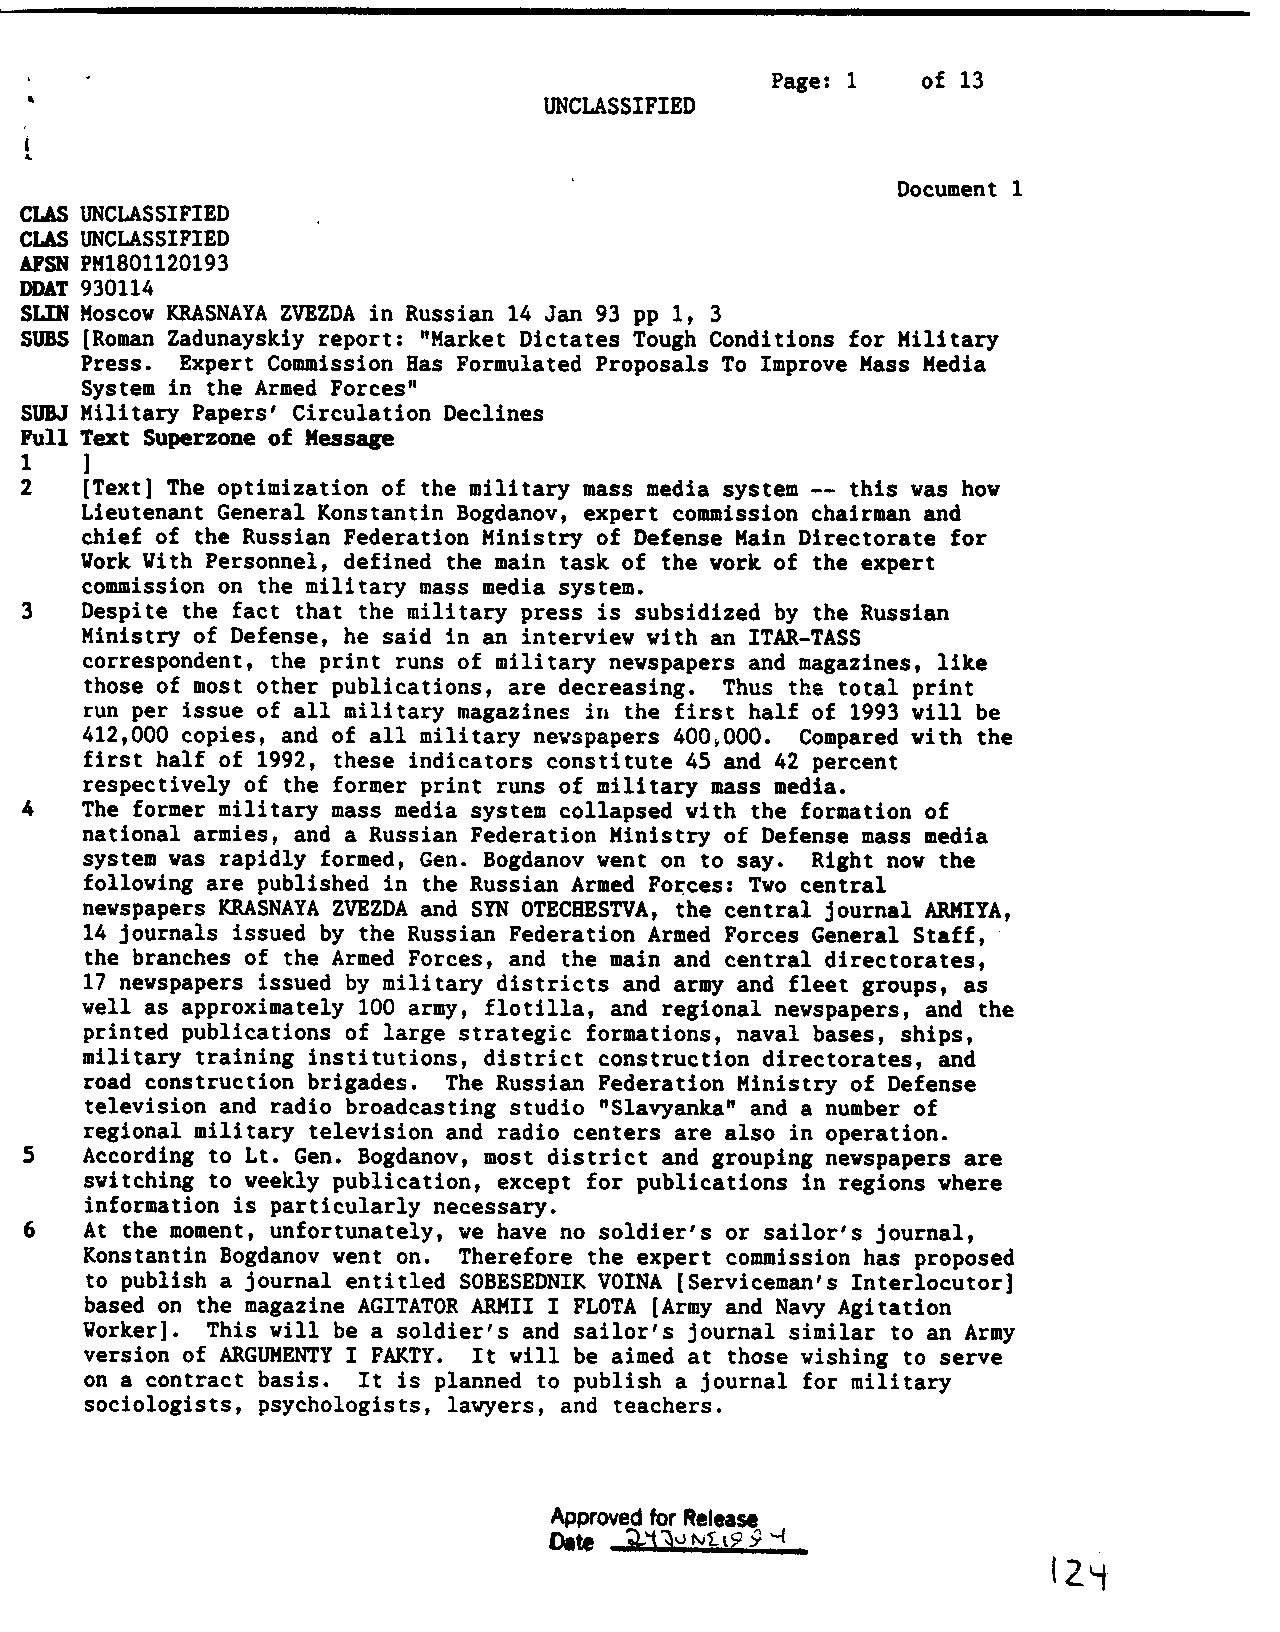 Page: 1 of 13
UNCLASSIFIED
Document 1
CLAS UNCLASSIFIED
CLAS UNCLASSIFIED
AFSN PM1801120193
DDAT 930114
SLIN Moscow KRASNAYA ZVEZDA in Russian 14 Jan 93 pp 1, 3
SUBS [Roman Zadunayskiy report: "Market Dictates Tough Conditions for Military
Press. Expert Commission Has Formulated Proposals To Improve Mass Media
System in the Armed Forces"
SUBJ Military Papers' Circulation Declines
Full Text Superzone of Message
1 ]
2 [Text] The optimization of the military mass media system -- this was how
Lieutenant General Konstantin Bogdanov, expert commission chairman and
chief of the Russian Federation Ministry of Defense Main Directorate for
Work With Personnel, defined the main task of the work of the expert
commission on the military mass media system.
3 Despite the fact that the military press is subsidized by the Russian
Ministry of Defense, he said in an interview with an ITAR-TASS
correspondent, the print runs of military newspapers and magazines, like
those of most other publications, are decreasing. Thus the total print
run per issue of all military magazines in the first half of 1993 will be
412,000 copies, and of all military newspapers 400,000. Compared with the
first half of 1992, these indicators constitute 45 and 42 percent
respectively of the former print runs of military mass media.
4 The former military mass media system collapsed with the formation of
national armies, and a Russian Federation Ministry of Defense mass media
system was rapidly formed, Gen. Bogdanov went on to say. Right now the
following are published in the Russian Armed Forces: Two central
newspapers KRASNAYA ZVEZDA and SYN OTECHESTVA, the central journal ARMIYA,
14 journals issued by the Russian Federation Armed Forces General Staff,
the branches of the Armed Forces, and the main and central directorates,
17 newspapers issued by military districts and army and fleet groups, as
well as approximately 100 army, flotilla, and regional newspapers, and the
printed publications of large strategic formations, naval bases, ships,
military training institutions, district construction directorates, and
road construction brigades. The Russian Federation Ministry of Defense
television and radio broadcasting studio "Slavyanka" and a number of
regional military television and radio centers are also in operation.
5 According to Lt. Gen. Bogdanov, most district and grouping newspapers are
switching to weekly publication, except for publications in regions where
information is particularly necessary.
6 At the moment, unfortunately, we have no soldier's or sailor's journal,
Konstantin Bogdanov went on. Therefore the expert commission has proposed
to publish a journal entitled SOBESEDNIK VOINA [Serviceman's Interlocutor]
based on the magazine AGITATOR ARMII I FLOTA [Army and Navy Agitation
Worker]. This will be a soldier's and sailor's journal similar to an Army
version of ARGUMENTY I FAKTY. It will be aimed at those wishing to serve
on a contract basis. It is planned to publish a journal for military
sociologists, psychologists, lawyers, and teachers.
Approved for Release
Date 24 JUNE 1994
124